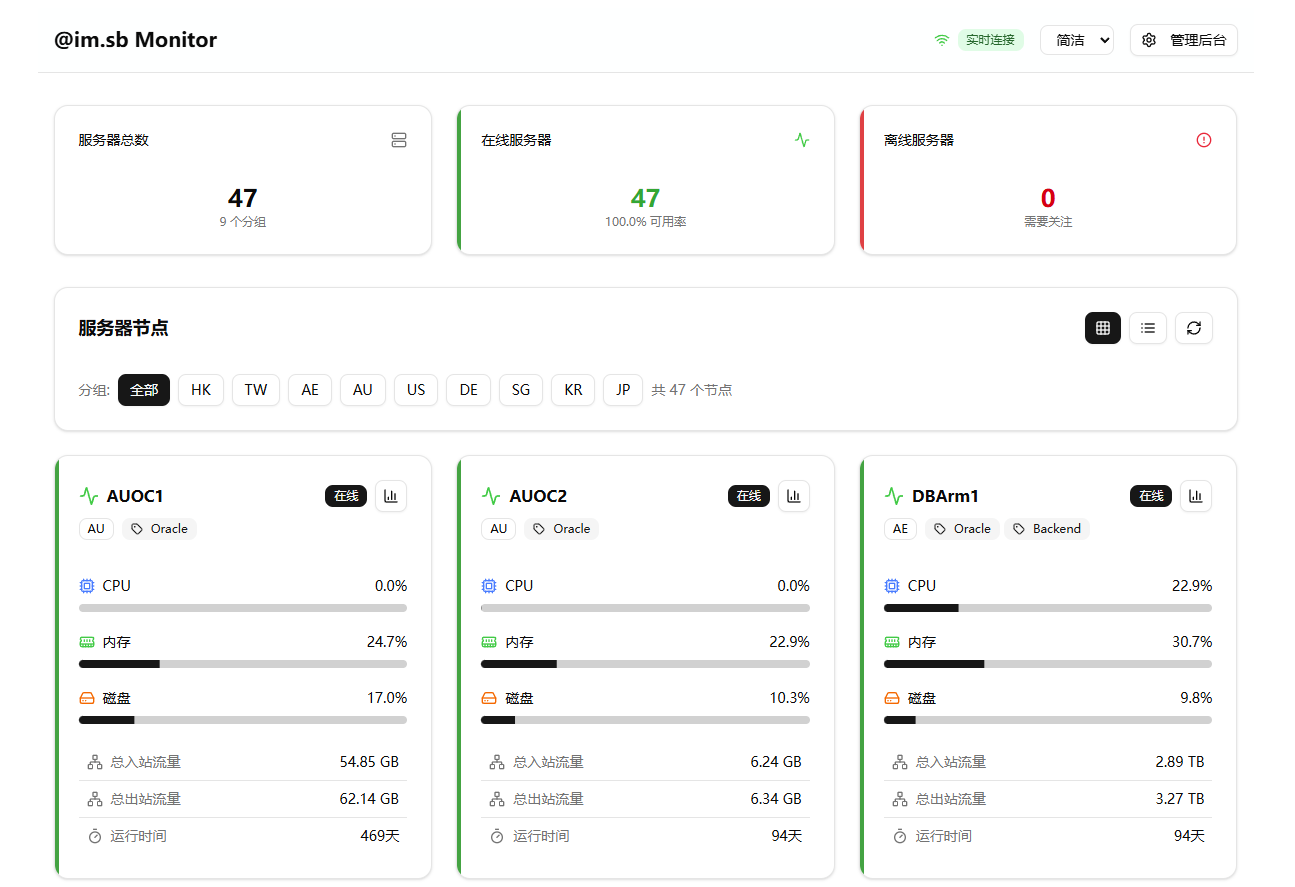 @im.sb Monitor 实时连接 简洁 管理后台
服务器总数 在线服务器 离线服务器
47 47 0
9 个分组 100.0% 可用率 需要关注
服务器节点
分组: 全部 HK TW AE AU US DE SG KR JP 共 47 个节点
AUOC1 在线
AU Oracle
CPU 0.0%
内存 24.7%
磁盘 17.0%
总入站流量 54.85 GB
总出站流量 62.14 GB
运行时间 469天
AUOC2 在线
AU Oracle
CPU 0.0%
内存 22.9%
磁盘 10.3%
总入站流量 6.24 GB
总出站流量 6.34 GB
运行时间 94天
DBArm1 在线
AE Oracle Backend
CPU 22.9%
内存 30.7%
磁盘 9.8%
总入站流量 2.89 TB
总出站流量 3.27 TB
运行时间 94天